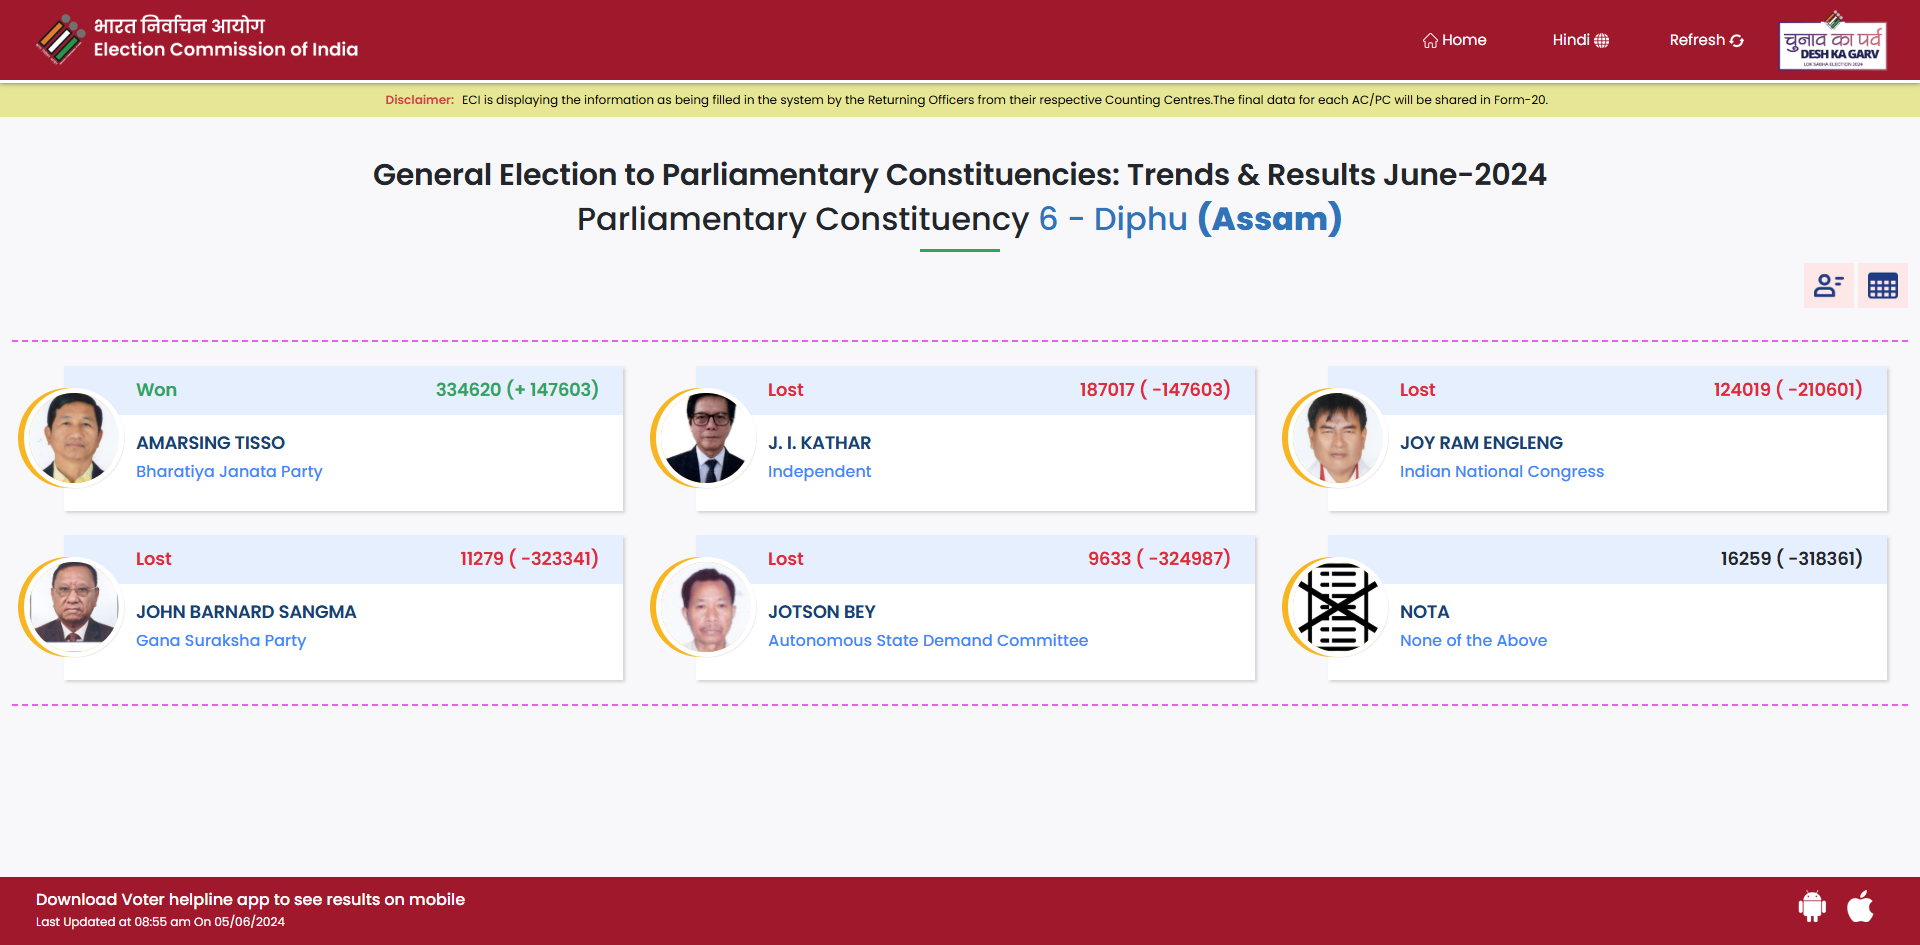 भारत निर्वाचन आयोग
Election Commission of India
Home
Hindi
Refresh
चुनाव का पर्व
DESH KA GARV
LOK SABHA ELECTION 2024
Disclaimer: ECI is displaying the information as being filled in the system by the Returning Officers from their respective Counting Centres.The final data for each AC/PC will be shared in Form-20.
General Election to Parliamentary Constituencies: Trends & Results June-2024
Parliamentary Constituency 6 - Diphu (Assam)
Won 334620 (+ 147603)
AMARSING TISSO
Bharatiya Janata Party
Lost 187017 ( -147603)
J. I. KATHAR
Independent
Lost 124019 ( -210601)
JOY RAM ENGLENG
Indian National Congress
Lost 11279 ( -323341)
JOHN BARNARD SANGMA
Gana Suraksha Party
Lost 9633 ( -324987)
JOTSON BEY
Autonomous State Demand Committee
16259 ( -318361)
NOTA
None of the Above
Download Voter helpline app to see results on mobile
Last Updated at 08:55 am On 05/06/2024